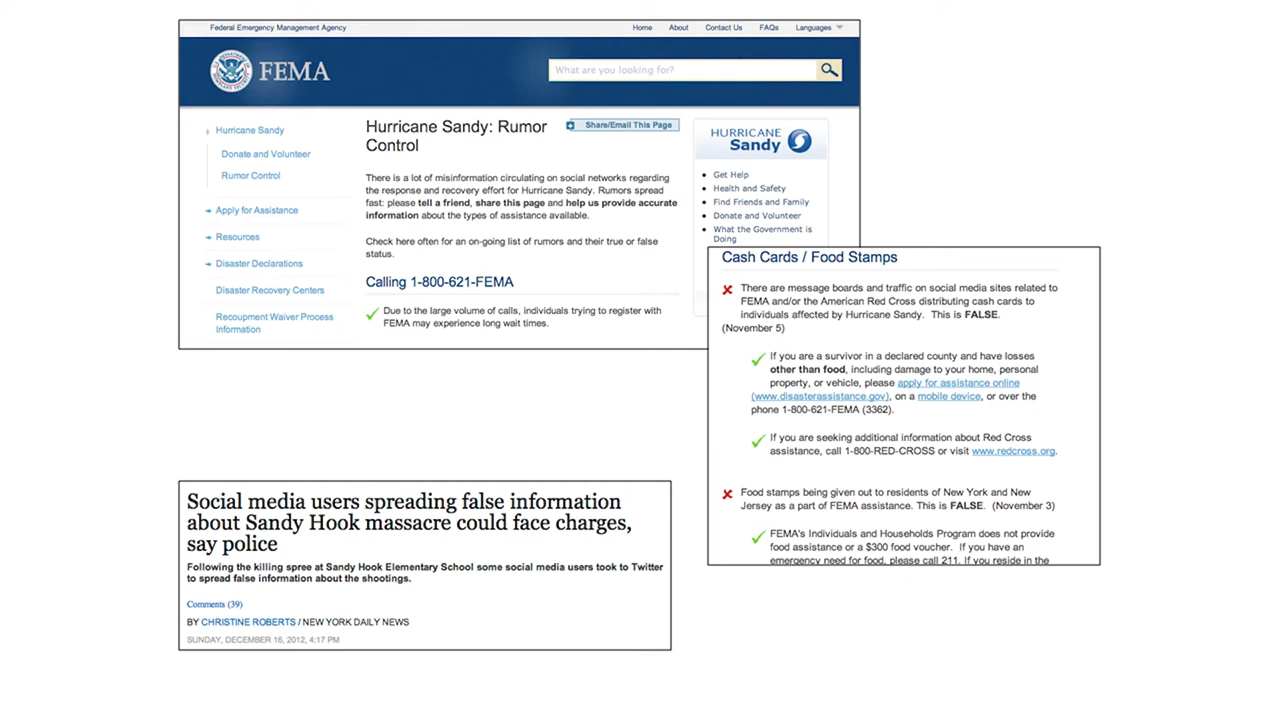 Federal Emergency Management Agency
Home About Contact Us FAQs Languages
FEMA
What are you looking for?
Hurricane Sandy
Donate and Volunteer
Rumor Control
Apply for Assistance
Resources
Disaster Declarations
Disaster Recovery Centers
Recoupment Waiver Process
Information
Hurricane Sandy: Rumor
Control
Share/Email This Page
There is a lot of misinformation circulating on social networks regarding
the response and recovery effort for Hurricane Sandy. Rumors spread
fast: please tell a friend, share this page and help us provide accurate
information about the types of assistance available.
Check here often for an on-going list of rumors and their true or false
status.
Calling 1-800-621-FEMA
Due to the large volume of calls, individuals trying to register with
FEMA may experience long wait times.
HURRICANE
Sandy
Get Help
Health and Safety
Find Friends and Family
Donate and Volunteer
What the Government is
Doing
Cash Cards / Food Stamps
There are message boards and traffic on social media sites related to
FEMA and/or the American Red Cross distributing cash cards to
individuals affected by Hurricane Sandy. This is FALSE.
(November 5)
If you are a survivor in a declared county and have losses
other than food, including damage to your home, personal
property, or vehicle, please apply for assistance online
(www.disasterassistance.gov), on a mobile device, or over the
phone 1-800-621-FEMA (3362).
If you are seeking additional information about Red Cross
assistance, call 1-800-RED-CROSS or visit www.redcross.org.
Food stamps being given out to residents of New York and New
Jersey as a part of FEMA assistance. This is FALSE. (November 3)
FEMA's Individuals and Households Program does not provide
food assistance or a $300 food voucher. If you have an
emergency need for food, please call 211. If you reside in the
Social media users spreading false information
about Sandy Hook massacre could face charges,
say police
Following the killing spree at Sandy Hook Elementary School some social media users took to Twitter
to spread false information about the shootings.
Comments (39)
BY CHRISTINE ROBERTS / NEW YORK DAILY NEWS
SUNDAY, DECEMBER 16, 2012, 4:17 PM